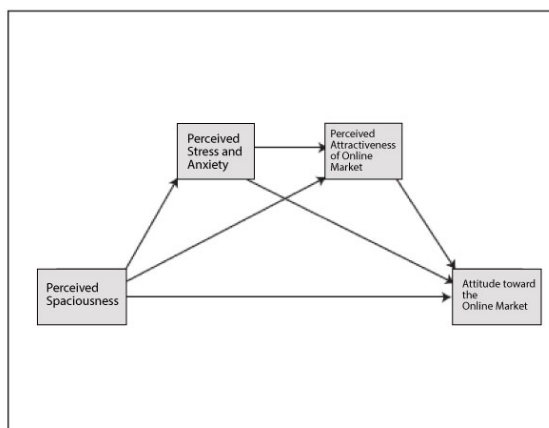 Perceived
Stress and
Anxiety
Perceived
Attractiveness
of Online
Market
Perceived
Spaciousness
Attitude toward
the
Online Market